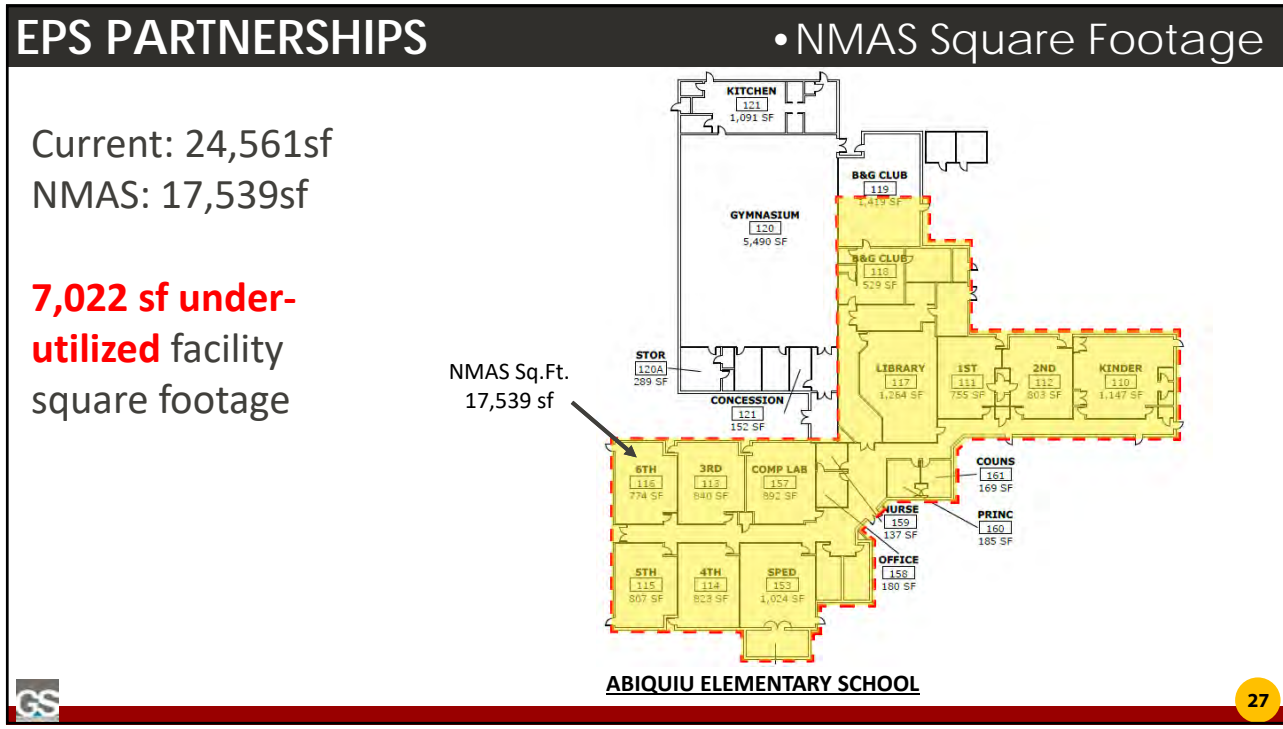 EPS PARTNERSHIPS
•NMAS Square Footage
Current: 24,561sf
NMAS: 17,539sf
7,022 sf under-
utilized facility
square footage
NMAS Sq.Ft.
17,539 sf
KITCHEN
121
1,091 SF
B&G CLUB
119
1,419 SF
GYMNASIUM
120
5,490 SF
B&G CLUB
118
529 SF
STOR
120A
289 SF
CONCESSION
121
152 SF
LIBRARY
117
1,264 SF
1ST
111
755 SF
2ND
112
803 SF
KINDER
110
1,147 SF
6TH
116
774 SF
3RD
113
840 SF
COMP LAB
157
892 SF
COUNS
161
169 SF
NURSE
159
137 SF
PRINC
160
185 SF
OFFICE
158
180 SF
5TH
115
867 SF
4TH
114
823 SF
SPED
153
1,024 SF
ABIQUIU ELEMENTARY SCHOOL
GS
27